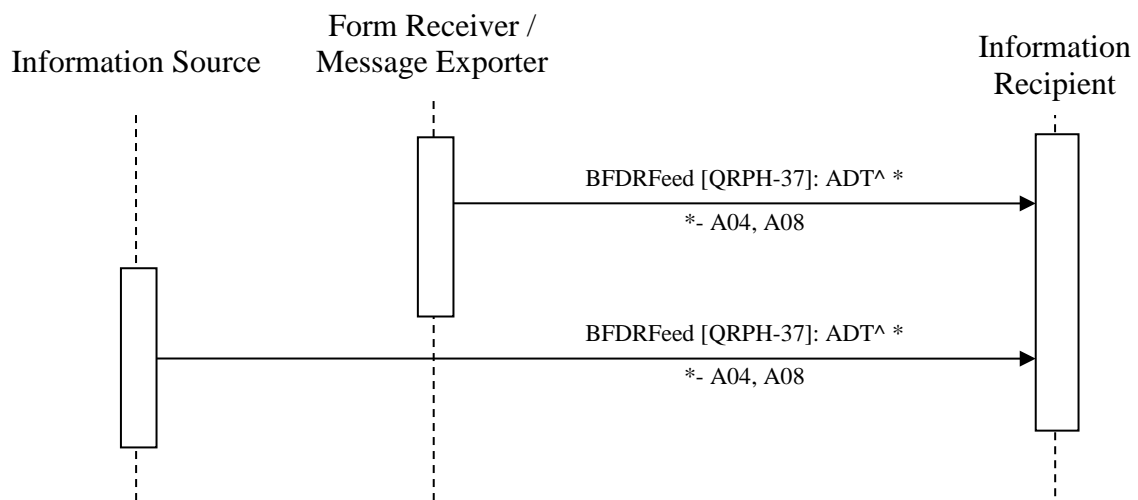 Information Source
Form Receiver /
Message Exporter
Information
Recipient
BFDRFeed [QRPH-37]: ADT^ *
*- A04, A08
BFDRFeed [QRPH-37]: ADT^ *
*- A04, A08